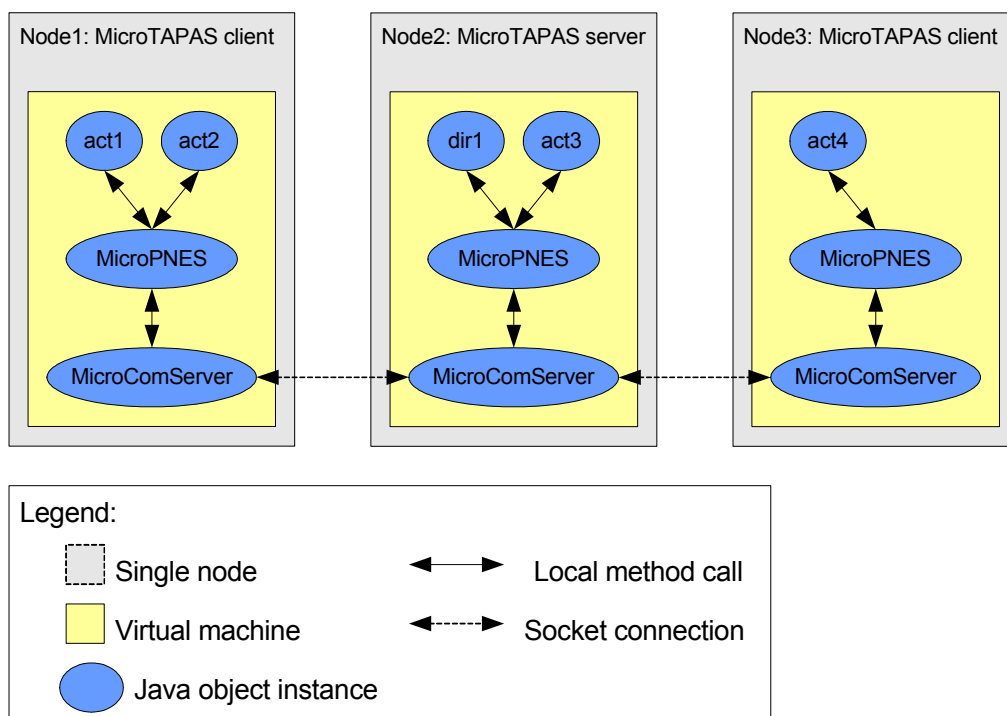 Node1: MicroTAPAS client
Node2: MicroTAPAS server
Node3: MicroTAPAS client
act1
act2
dir1
act3
act4
MicroPNES
MicroPNES
MicroPNES
MicroComServer
MicroComServer
MicroComServer
Legend:
Single node
Local method call
Virtual machine
Socket connection
Java object instance